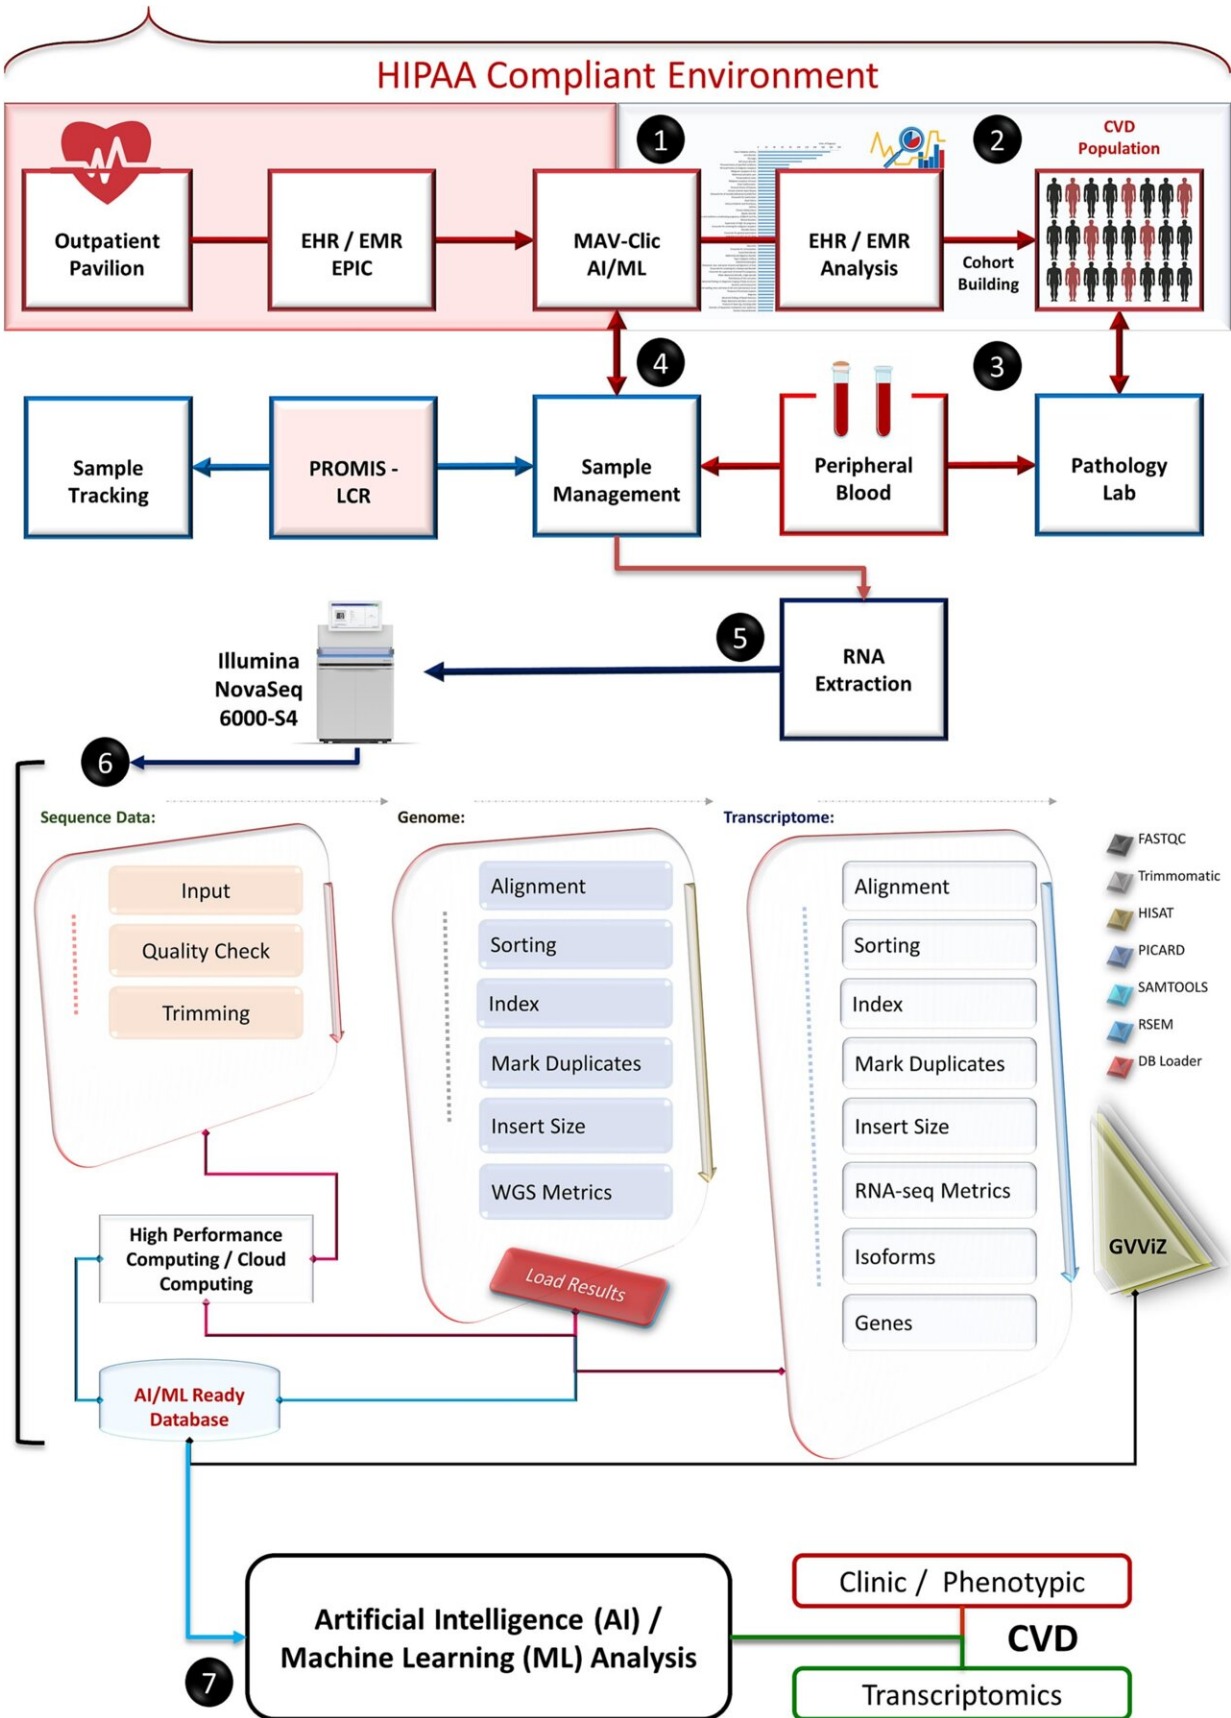 HIPAA Compliant Environment
1
2
CVD
Population
Outpatient
Pavilion
EHR / EMR
EPIC
MAV-Clic
AI/ML
EHR / EMR
Analysis
Cohort
Building
4
3
Sample
Tracking
PROMIS -
LCR
Sample
Management
Peripheral
Blood
Pathology
Lab
5
RNA
Extraction
Illumina
NovaSeq
6000-S4
6
Sequence Data:
Genome:
Transcriptome:
Input
Quality Check
Trimming
Alignment
Sorting
Index
Mark Duplicates
Insert Size
WGS Metrics
Load Results
Alignment
Sorting
Index
Mark Duplicates
Insert Size
RNA-seq Metrics
Isoforms
Genes
FASTQC
Trimmomatic
HISAT
PICARD
SAMTOOLS
RSEM
DB Loader
GVViZ
High Performance
Computing / Cloud
Computing
AI/ML Ready
Database
7
Artificial Intelligence (AI) /
Machine Learning (ML) Analysis
Clinic / Phenotypic
CVD
Transcriptomics